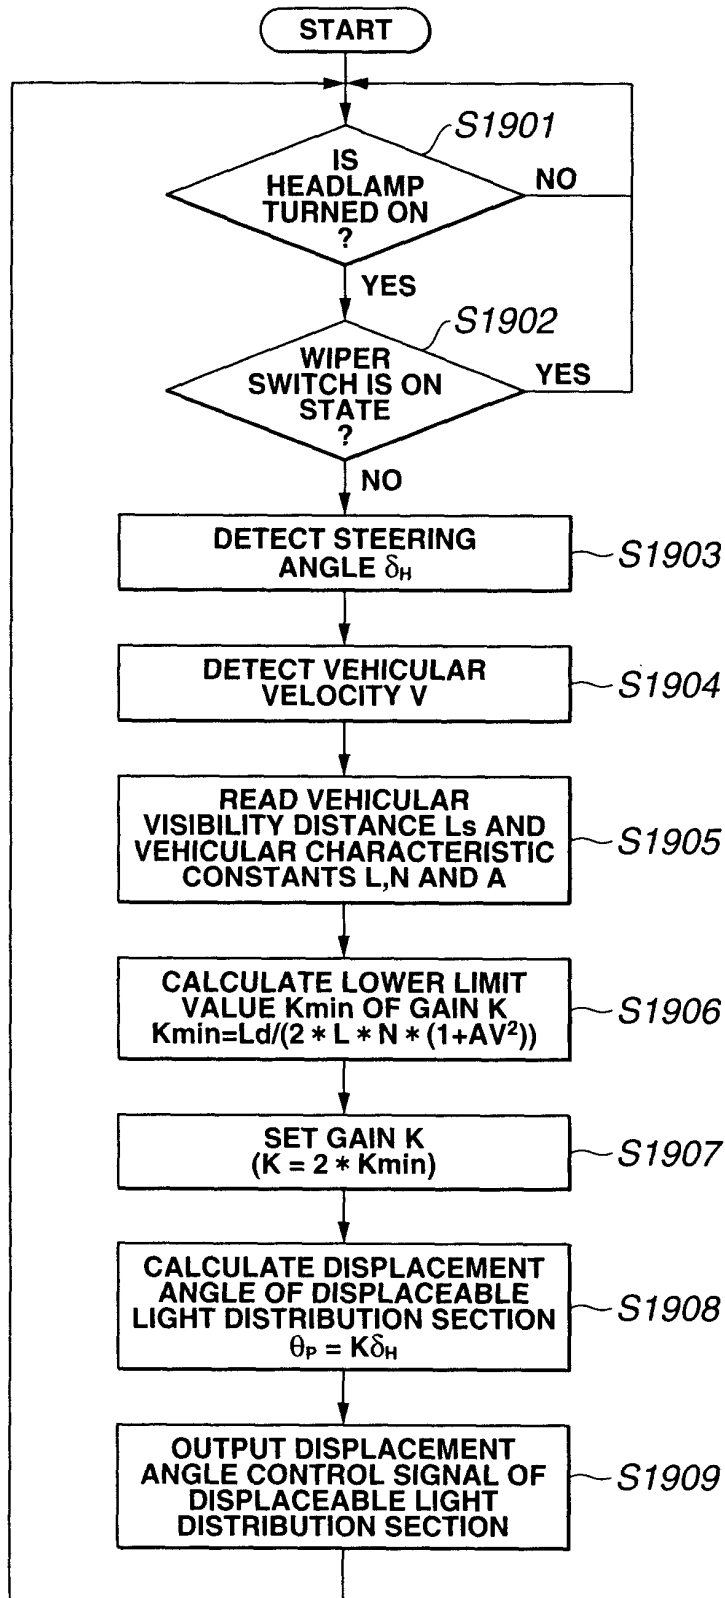 START
S1901
IS
HEADLAMP
TURNED ON
?
NO
YES
S1902
WIPER
SWITCH IS ON
STATE
?
YES
NO
DETECT STEERING
ANGLE δH
S1903
DETECT VEHICULAR
VELOCITY V
S1904
READ VEHICULAR
VISIBILITY DISTANCE Ls AND
VEHICULAR CHARACTERISTIC
CONSTANTS L,N AND A
S1905
CALCULATE LOWER LIMIT
VALUE Kmin OF GAIN K
Kmin=Ld/(2 * L * N * (1+AV²))
S1906
SET GAIN K
(K = 2 * Kmin)
S1907
CALCULATE DISPLACEMENT
ANGLE OF DISPLACEABLE
LIGHT DISTRIBUTION SECTION
θP = KδH
S1908
OUTPUT DISPLACEMENT
ANGLE CONTROL SIGNAL OF
DISPLACEABLE LIGHT
DISTRIBUTION SECTION
S1909